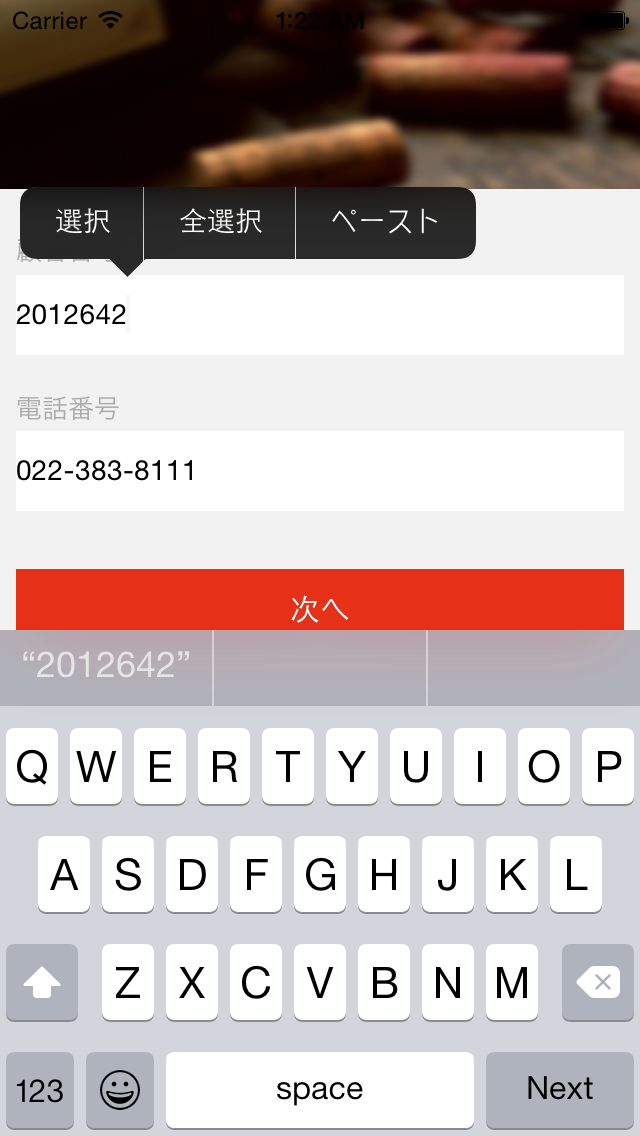 Carrier 1:22 AM
選択 全選択 ペースト
2012642
電話番号
022-383-8111
次へ
“2012642”
Q W E R T Y U I O P
A S D F G H J K L
Z X C V B N M
123 space Next